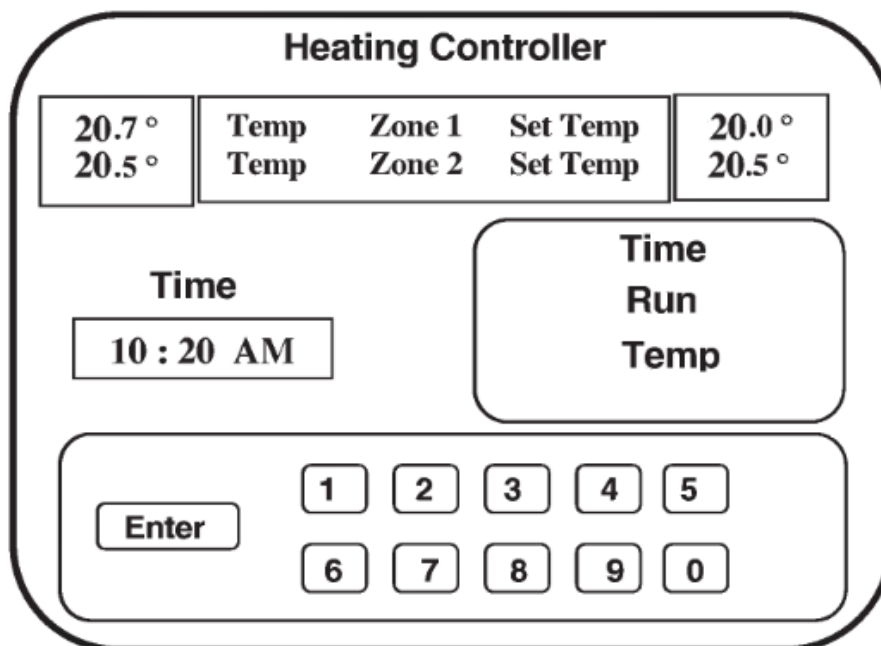 Heating Controller
20.7 ° Temp Zone 1 Set Temp 20.0 °
20.5 ° Temp Zone 2 Set Temp 20.5 °
Time
Run
Temp
Time
10 : 20 AM
Enter
1 2 3 4 5
6 7 8 9 0